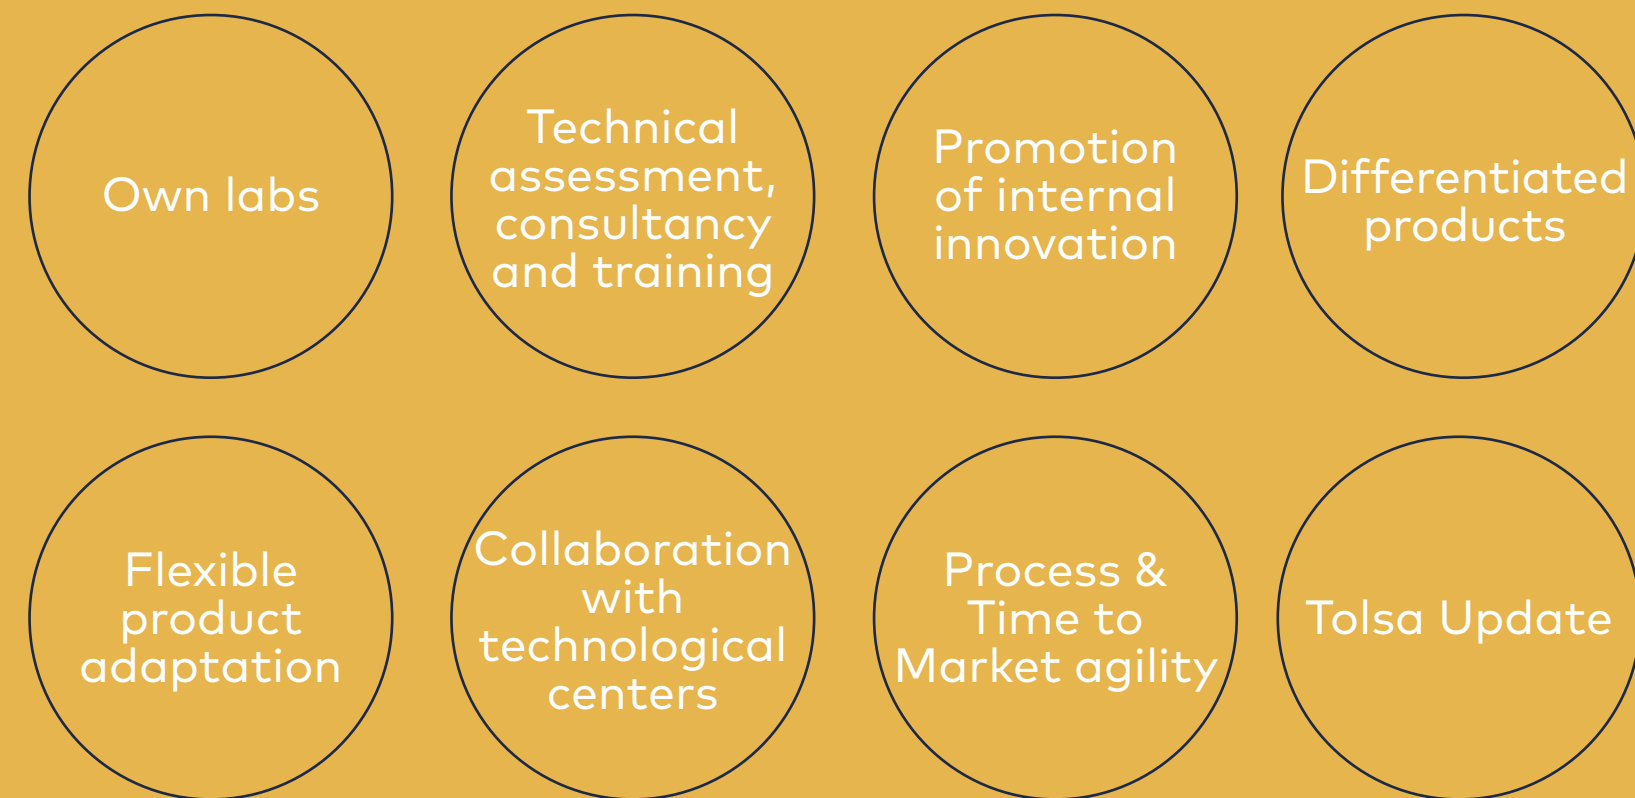 Own labs
Technical
assessment,
consultancy
and training
Promotion
of internal
innovation
Differentiated
products
Flexible
product
adaptation
Collaboration
with
technological
centers
Process &
Time to
Market agility
Tolsa Update